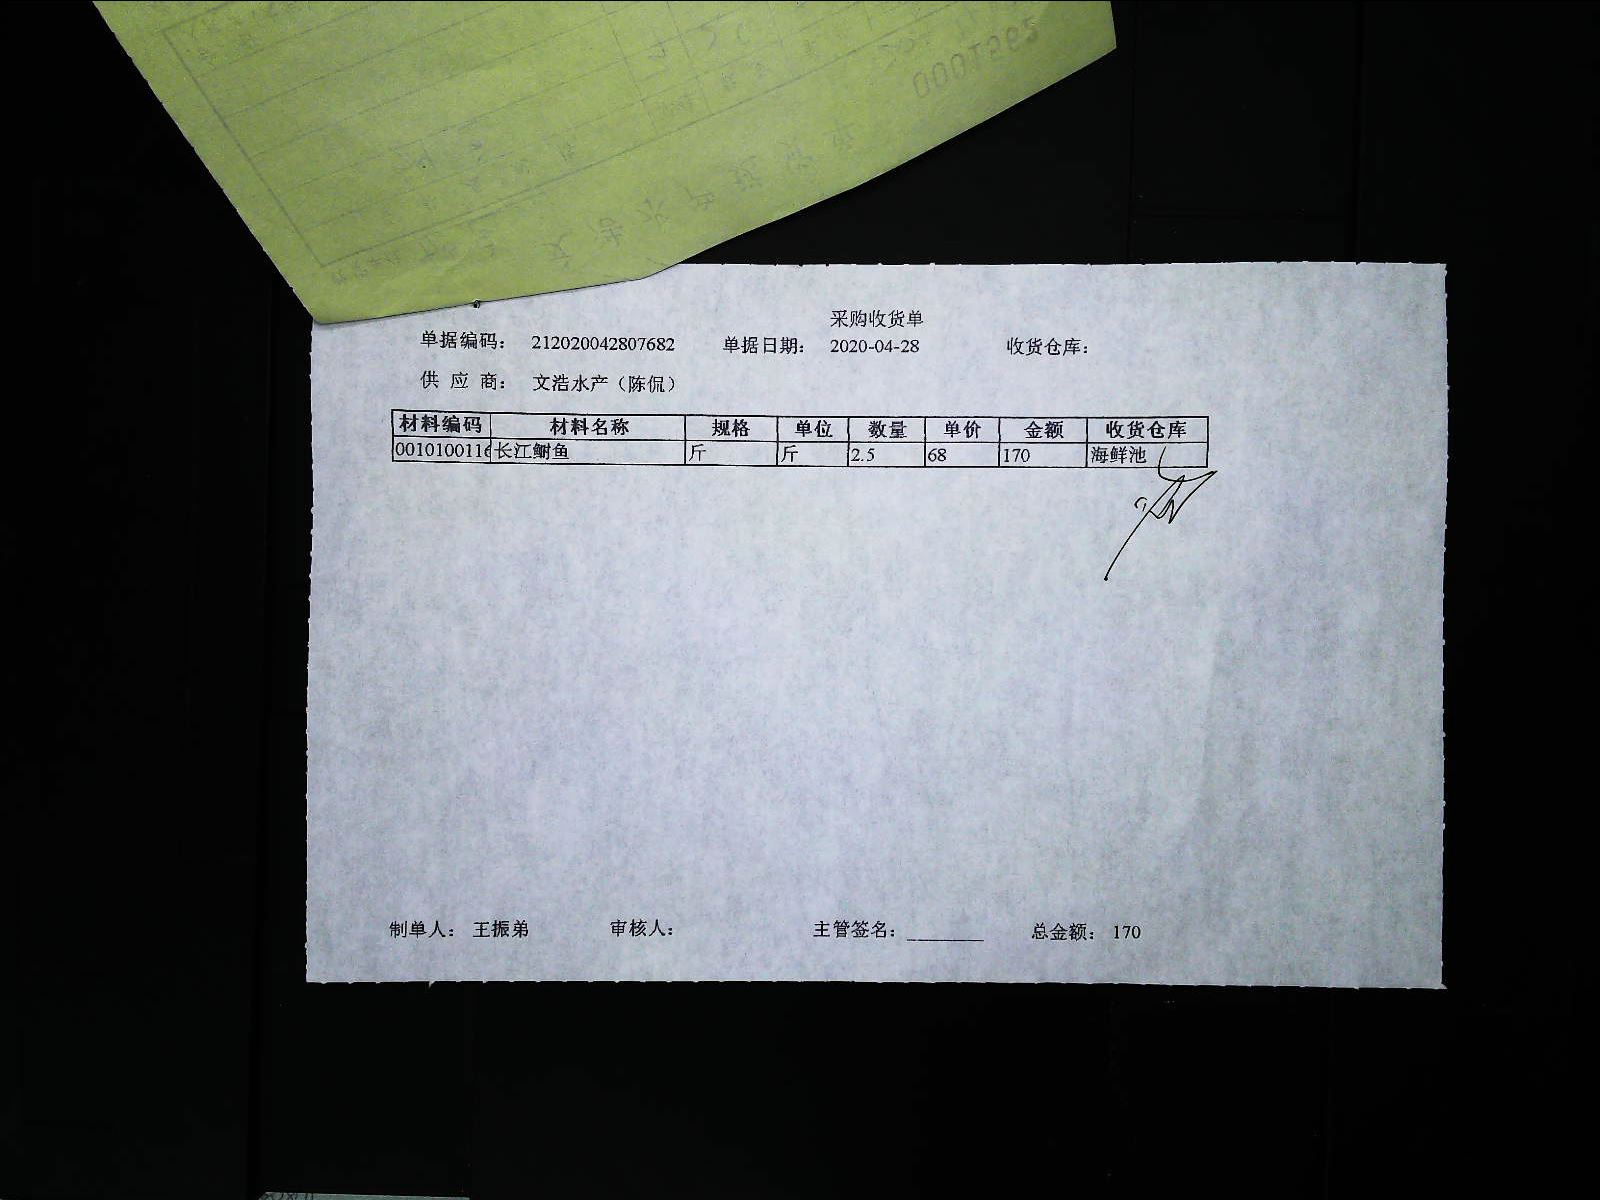 0001562
采购收货单
单据编码： 212020042807682 单据日期： 2020-04-28 收货仓库：
供 应 商： 文浩水产（陈侃）
材料编码 材料名称 规格 单位 数量 单价 金额 收货仓库
0010100116 长江鲥鱼 斤 斤 2.5 68 170 海鲜池
制单人： 王振弟 审核人： 主管签名： 总金额： 170